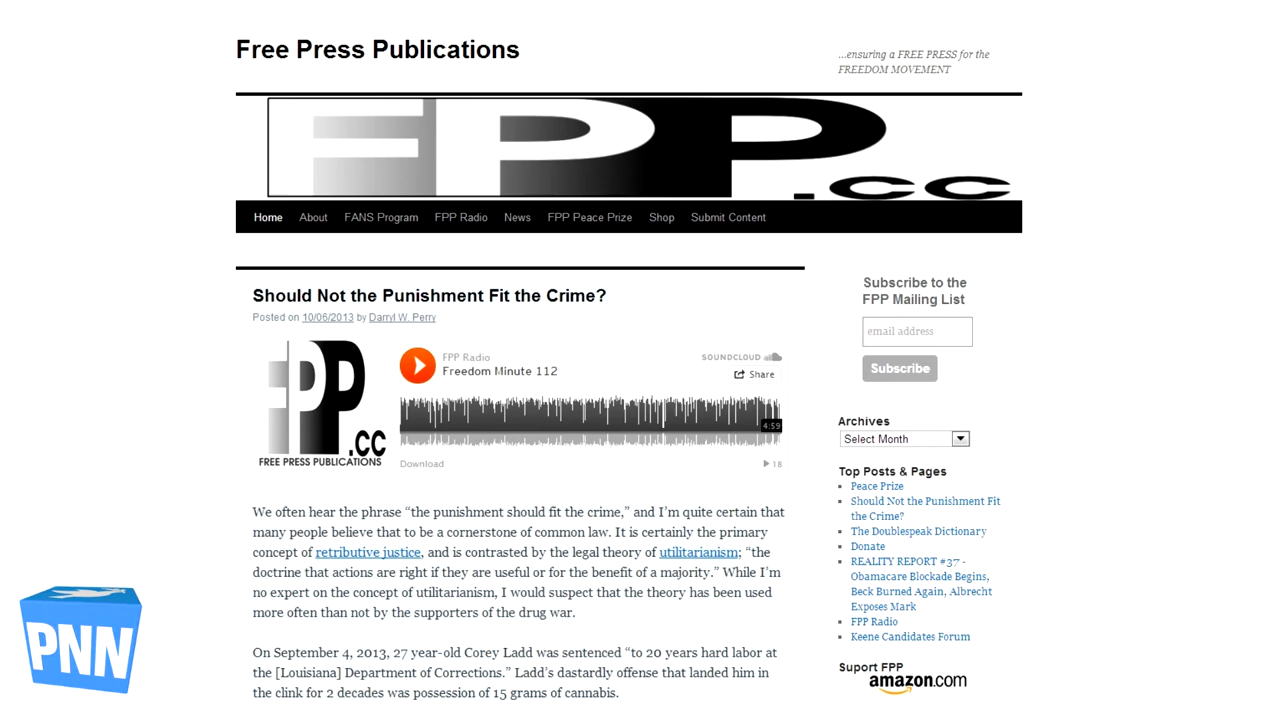 Free Press Publications
...ensuring a FREE PRESS for the
FREEDOM MOVEMENT
FPP.cc
Home About FANS Program FPP Radio News FPP Peace Prize Shop Submit Content
Should Not the Punishment Fit the Crime?
Posted on 10/06/2013 by Darryl W. Perry
FPP.cc
FREE PRESS PUBLICATIONS
FPP Radio
Freedom Minute 112
SOUNDCLOUD
Share
4:59
Download
18
We often hear the phrase “the punishment should fit the crime,” and I’m quite certain that
many people believe that to be a cornerstone of common law. It is certainly the primary
concept of retributive justice, and is contrasted by the legal theory of utilitarianism; “the
doctrine that actions are right if they are useful or for the benefit of a majority.” While I’m
no expert on the concept of utilitarianism, I would suspect that the theory has been used
more often than not by the supporters of the drug war.
On September 4, 2013, 27 year-old Corey Ladd was sentenced “to 20 years hard labor at
the [Louisiana] Department of Corrections.” Ladd’s dastardly offense that landed him in
the clink for 2 decades was possession of 15 grams of cannabis.
Subscribe to the
FPP Mailing List
email address
Subscribe
Archives
Select Month
Top Posts & Pages
Peace Prize
Should Not the Punishment Fit
the Crime?
The Doublespeak Dictionary
Donate
REALITY REPORT #37 -
Obamacare Blockade Begins,
Beck Burned Again, Albrecht
Exposes Mark
FPP Radio
Keene Candidates Forum
Suport FPP
amazon.com
PNN